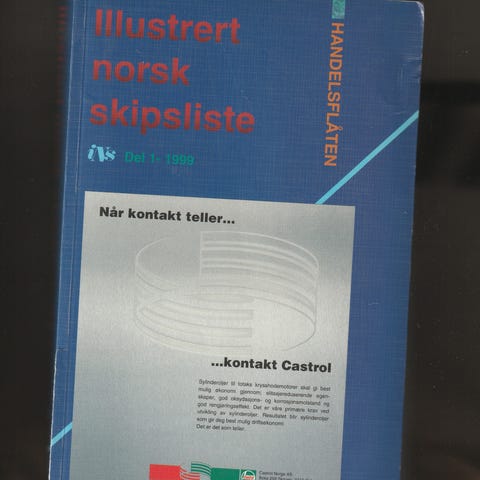 Illustrert
norsk
skipsliste
HANDELSFLÅTEN
iNs Del 1- 1999
Når kontakt teller...
...kontakt Castrol
Sylinderoljer til totakts krysshodemotorer skal gi best
mulig økonomi gjennom; slitasjereduserende egen-
skaper, god oksydasjons- og korrosjonsmotstand og
god rengjøringseffekt. Det er våre primære krav ved
utvikling av sylinderoljer. Resultatet blir sylinderoljer
som gir deg best mulig driftsøkonomi
Det er det som teller.
Castrol Norge AS